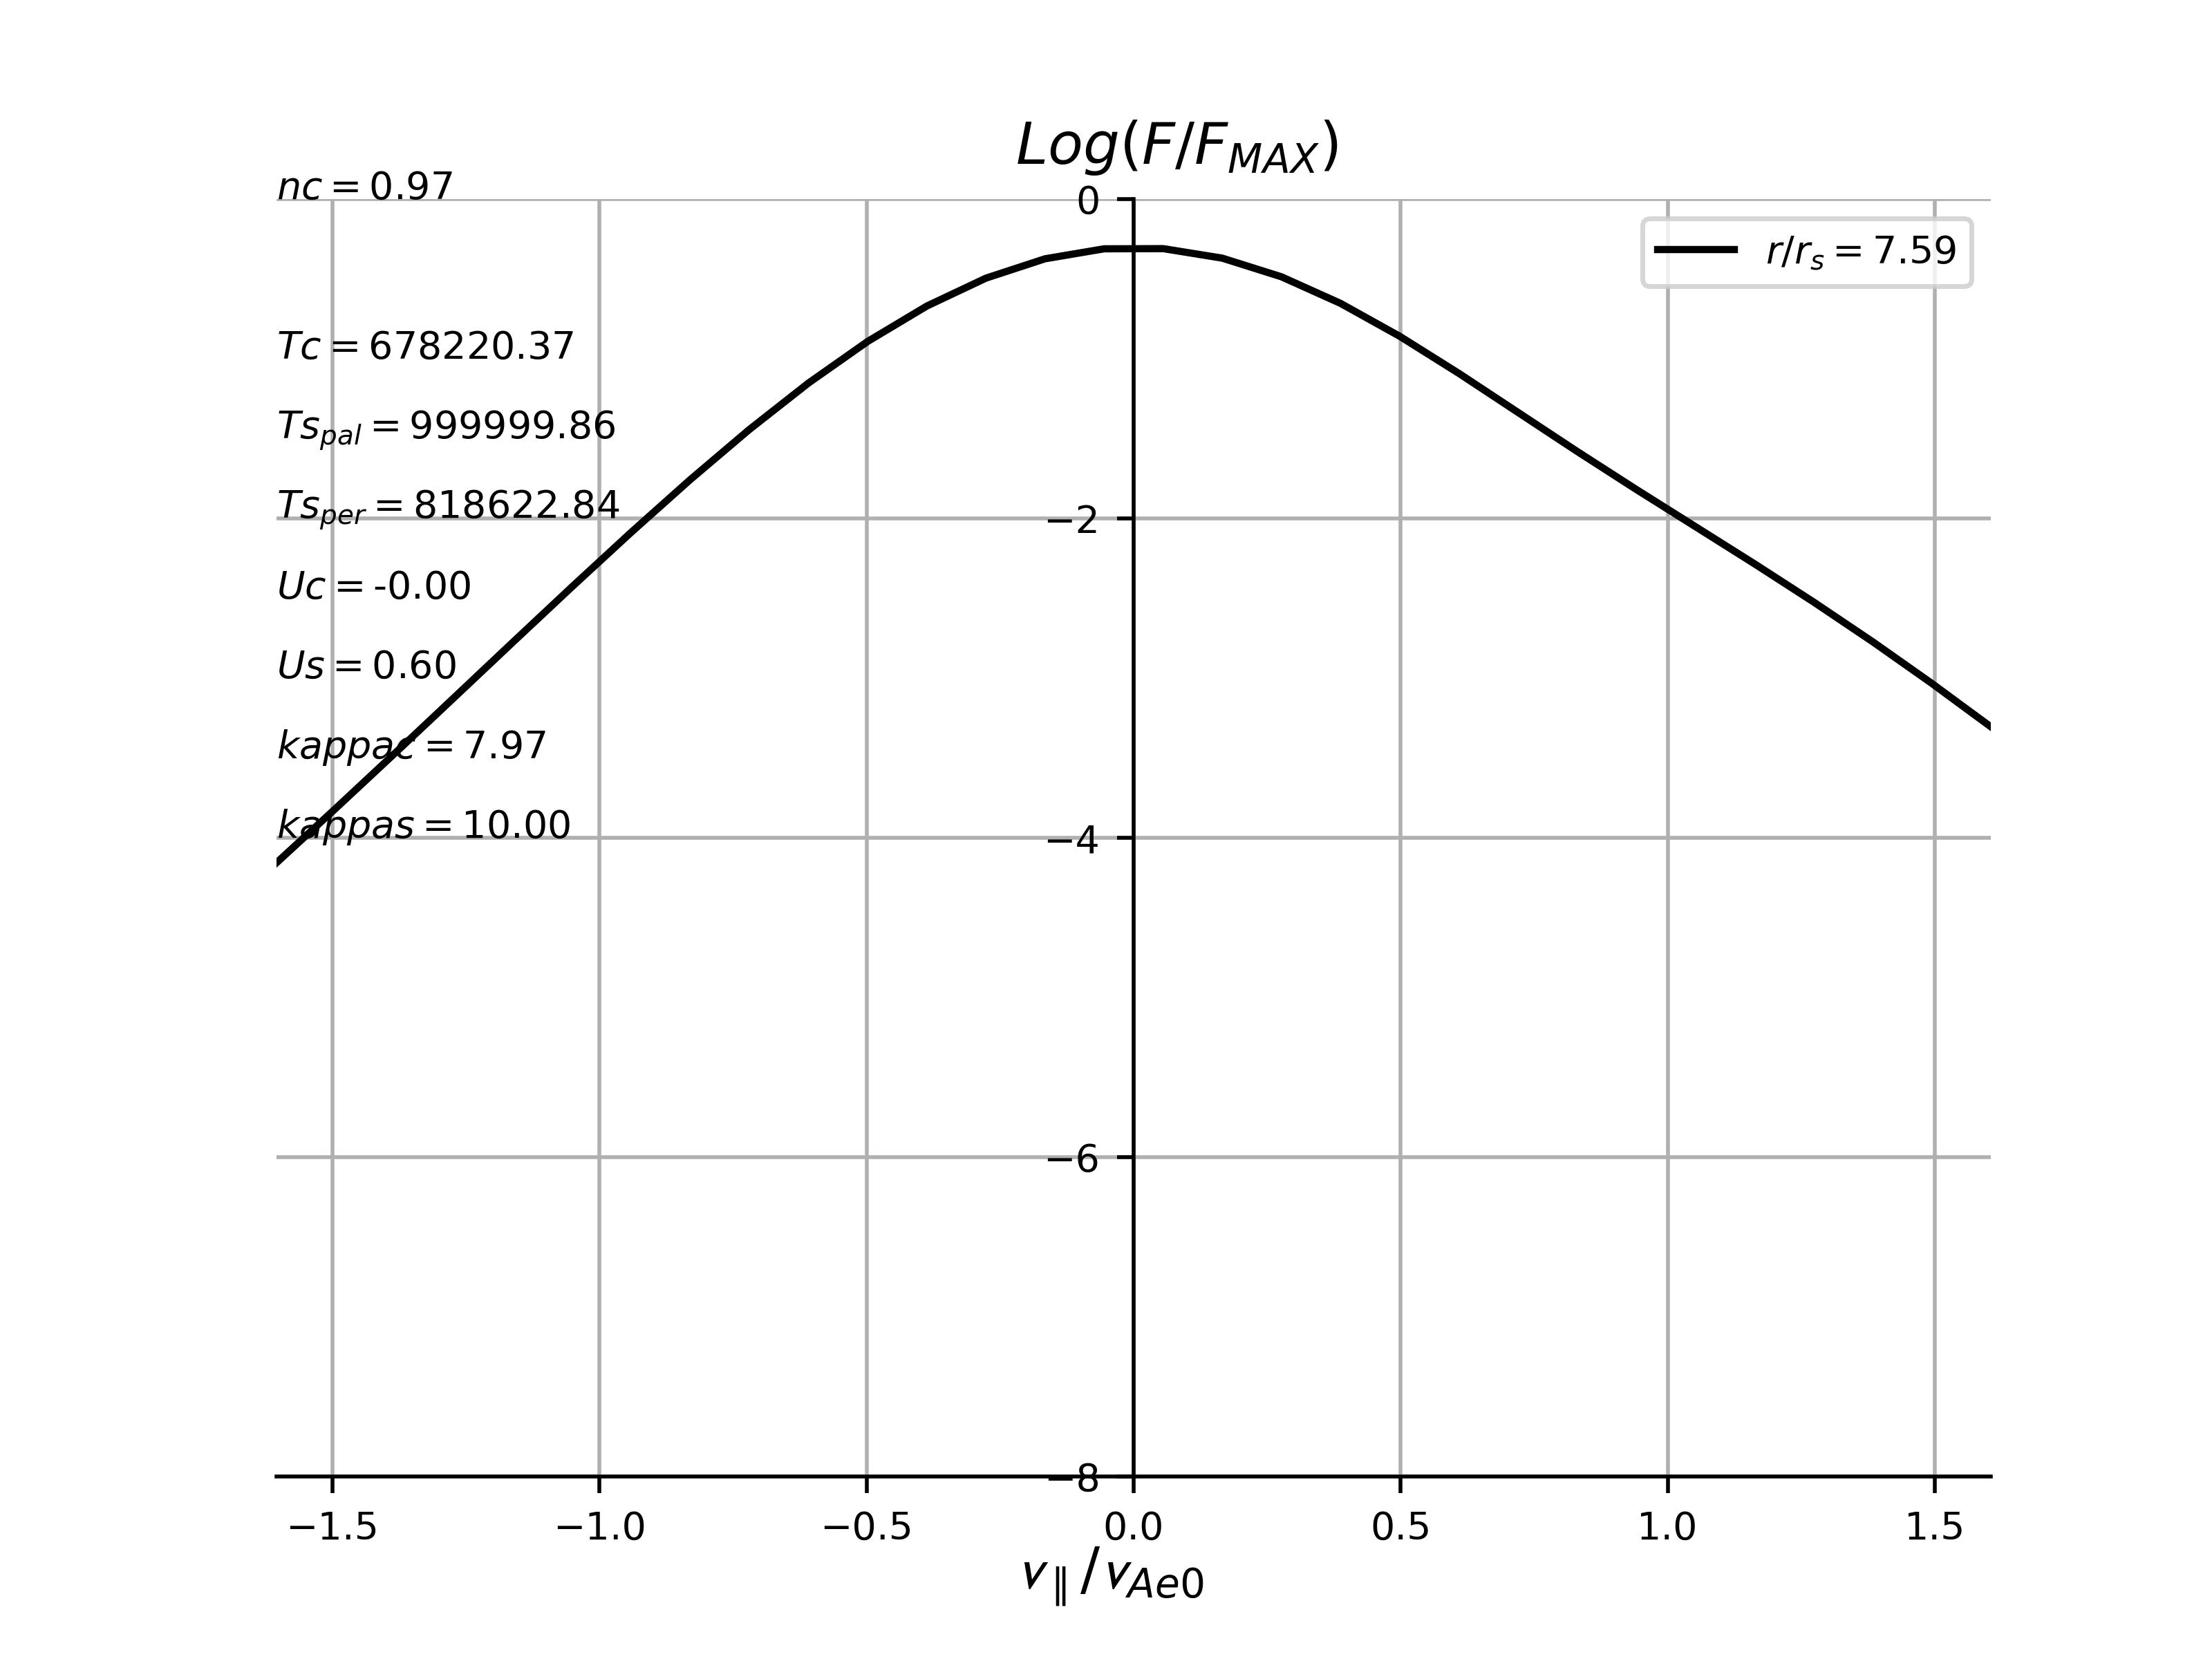 Log(F/F_MAX)
nc = 0.97
r/r_s = 7.59
Tc = 678220.37
Ts_pal = 999999.86
Ts_per = 818622.84
Uc = -0.00
Us = 0.60
kappac = 7.97
kappas = 10.00
0
−2
−4
−6
−8
−1.5 −1.0 −0.5 0.0 0.5 1.0 1.5
v_∥/v_Ae0